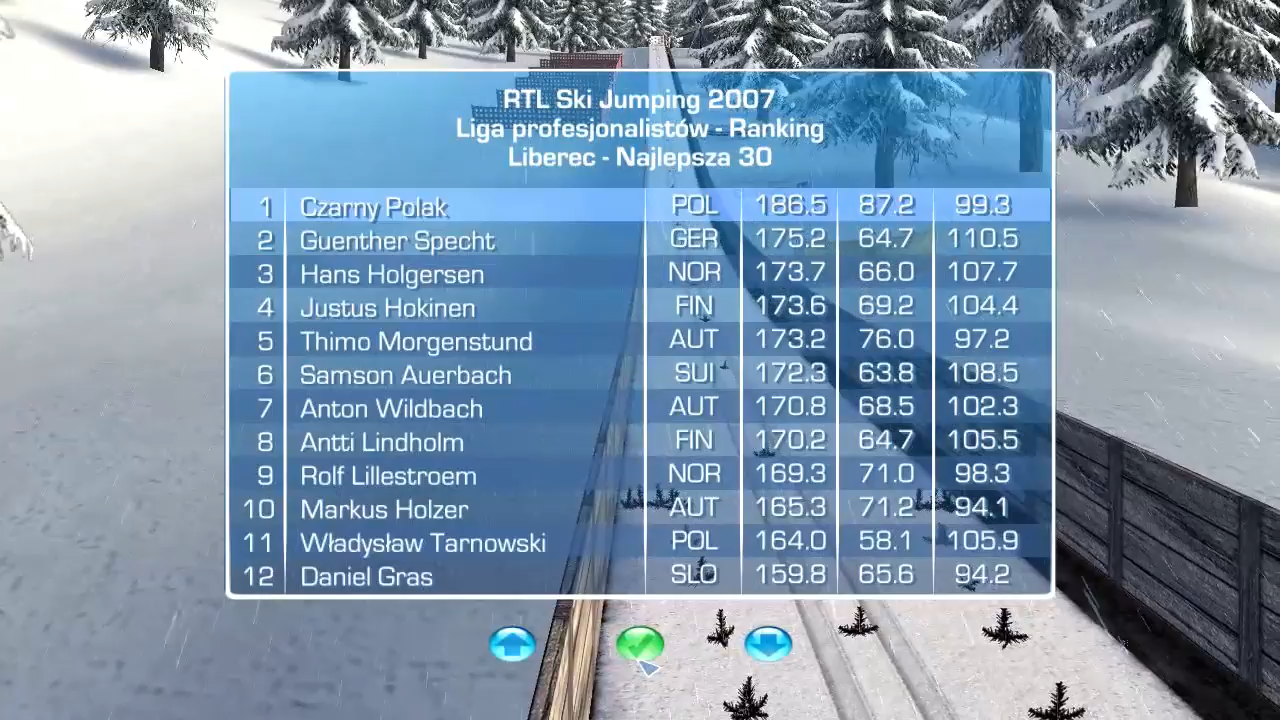 RTL Ski Jumping 2007
Liga profesjonalistów - Ranking
Liberec - Najlepsza 30
1 Czarny Polak POL 186.5 87.2 99.3
2 Guenther Specht GER 175.2 64.7 110.5
3 Hans Holgersen NOR 173.7 66.0 107.7
4 Justus Hokinen FIN 173.6 69.2 104.4
5 Thimo Morgenstund AUT 173.2 76.0 97.2
6 Samson Auerbach SUI 172.3 63.8 108.5
7 Anton Wildbach AUT 170.8 68.5 102.3
8 Antti Lindholm FIN 170.2 64.7 105.5
9 Rolf Lillestroem NOR 169.3 71.0 98.3
10 Markus Holzer AUT 165.3 71.2 94.1
11 Władysław Tarnowski POL 164.0 58.1 105.9
12 Daniel Gras SLO 159.8 65.6 94.2